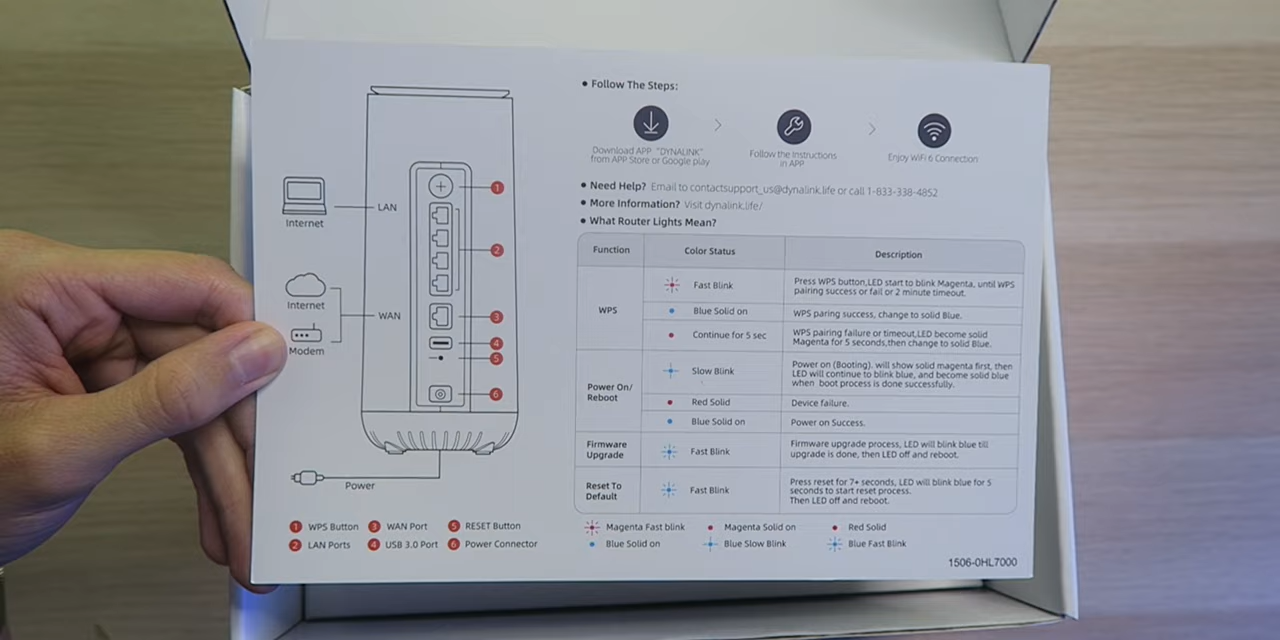 LAN
Internet
Internet
WAN
Modem
Power
1
2
3
4
5
6
1 WPS Button 3 WAN Port 5 RESET Button
2 LAN Ports 4 USB 3.0 Port 6 Power Connector
• Follow The Steps:
Download APP "DYNALINK"
from APP Store or Google play
Follow the Instructions
in APP
Enjoy WiFi 6 Connection
• Need Help? Email to contactsupport_us@dynalink.life or call 1-833-338-4852
• More Information? Visit dynalink.life/
• What Router Lights Mean?
Function Color Status Description
WPS
Fast Blink
Press WPS button,LED start to blink Magenta, until WPS
pairing success or fail or 2 minute timeout.
Blue Solid on
WPS paring success, change to solid Blue.
Continue for 5 sec
WPS pairing failure or timeout,LED become solid
Magenta for 5 seconds,then change to solid Blue.
Power On/
Reboot
Slow Blink
Power on (Booting). will show solid magenta first, then
LED will continue to blink blue, and become solid blue
when boot process is done successfully.
Red Solid
Device failure.
Blue Solid on
Power on Success.
Firmware
Upgrade
Fast Blink
Firmware upgrade process, LED will blink blue till
upgrade is done, then LED off and reboot.
Reset To
Default
Fast Blink
Press reset for 7+ seconds, LED will blink blue for 5
seconds to start reset process.
Then LED off and reboot.
Magenta Fast blink Magenta Solid on Red Solid
Blue Solid on Blue Slow Blink Blue Fast Blink
1506-0HL7000